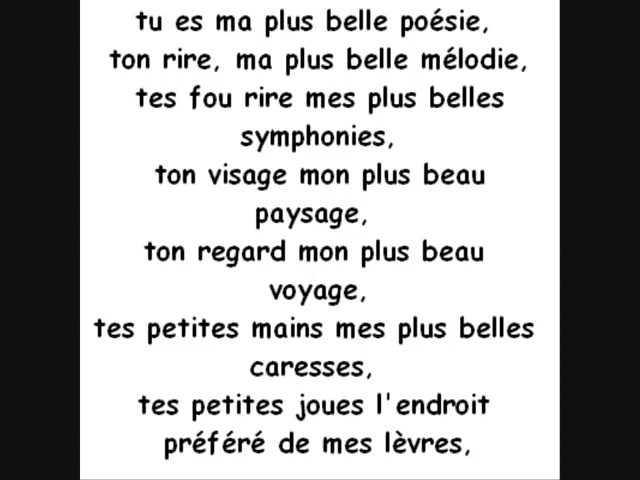 tu es ma plus belle poésie,
ton rire, ma plus belle mélodie,
tes fou rire mes plus belles
symphonies,
ton visage mon plus beau
paysage,
ton regard mon plus beau
voyage,
tes petites mains mes plus belles
caresses,
tes petites joues l'endroit
préféré de mes lèvres,